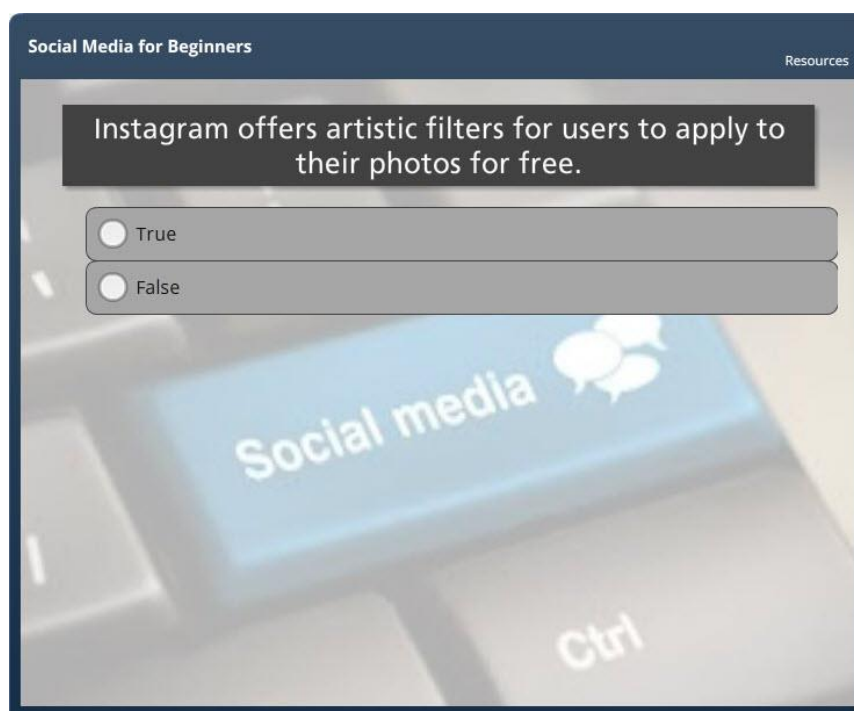 Social Media for Beginners
Resources
Instagram offers artistic filters for users to apply to
their photos for free.
True
False
Social media
Ctrl